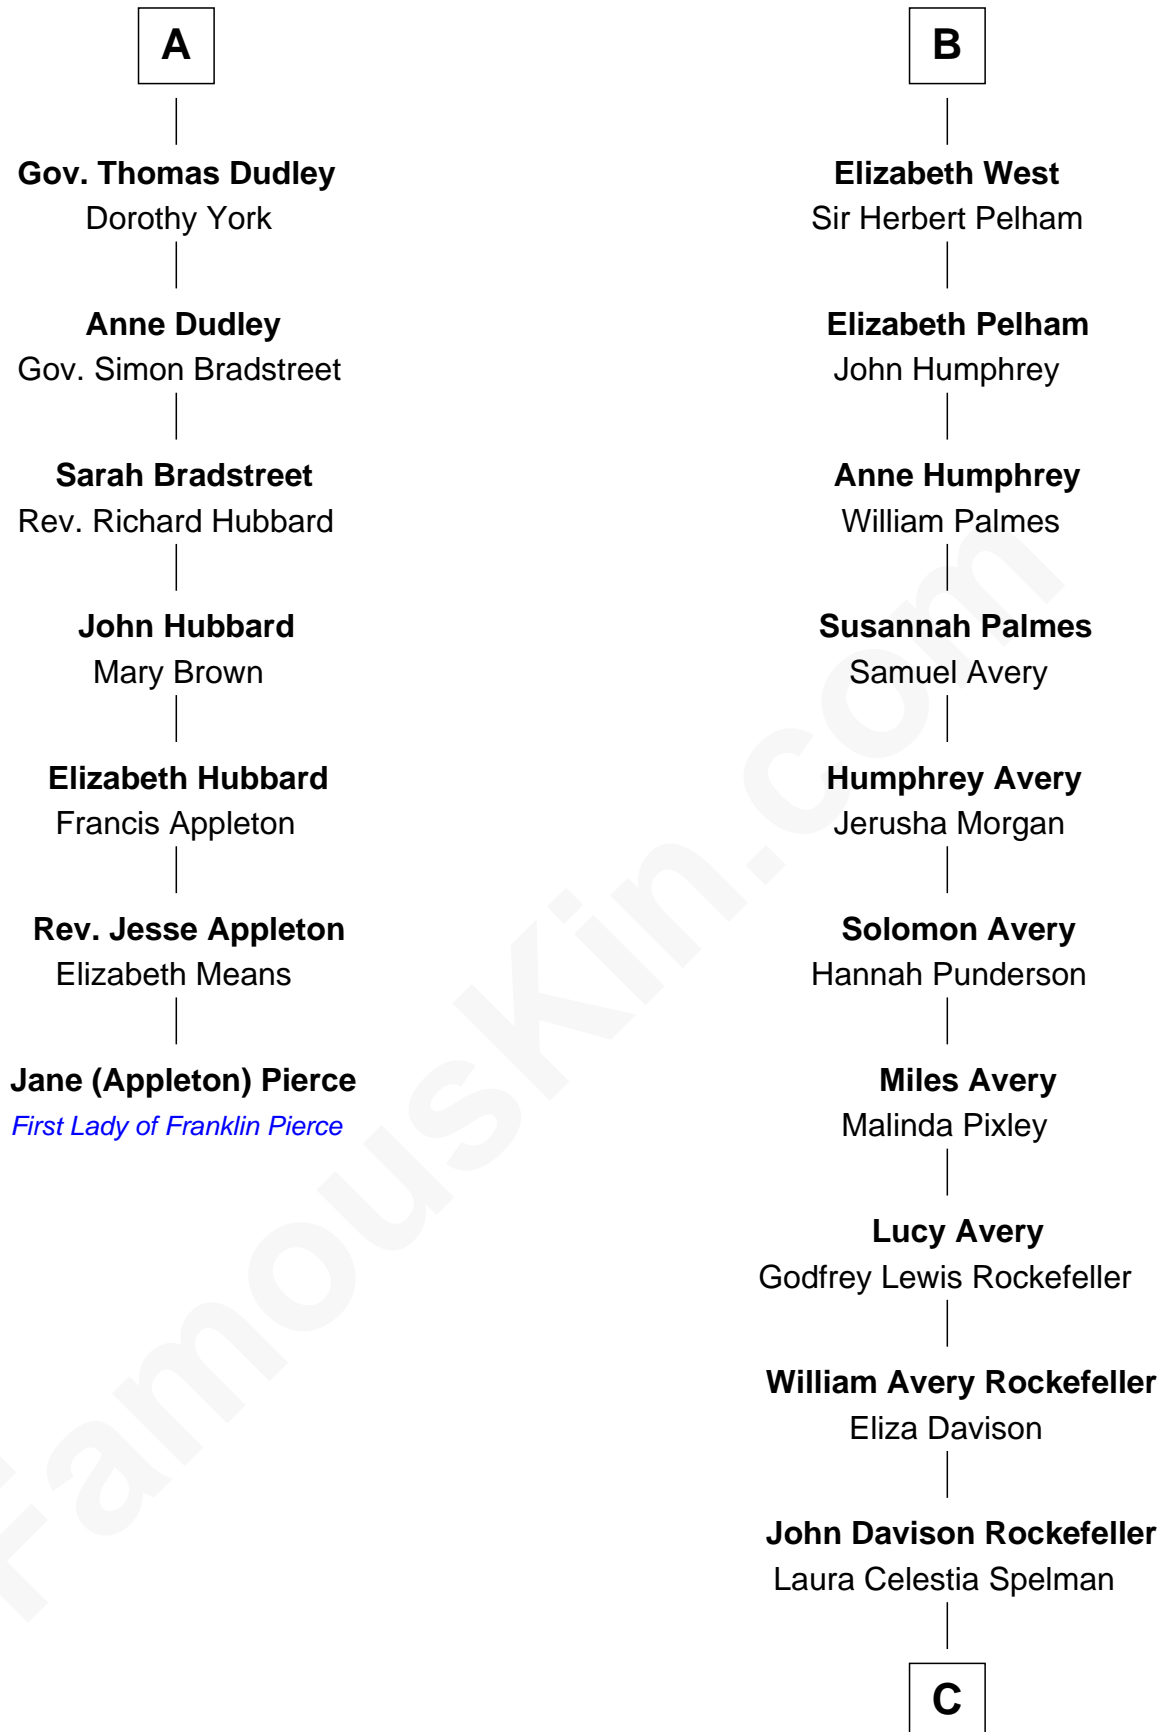 A
Gov. Thomas Dudley
Dorothy York
Anne Dudley
Gov. Simon Bradstreet
Sarah Bradstreet
Rev. Richard Hubbard
John Hubbard
Mary Brown
Elizabeth Hubbard
Francis Appleton
Rev. Jesse Appleton
Elizabeth Means
Jane (Appleton) Pierce
First Lady of Franklin Pierce
B
Elizabeth West
Sir Herbert Pelham
Elizabeth Pelham
John Humphrey
Anne Humphrey
William Palmes
Susannah Palmes
Samuel Avery
Humphrey Avery
Jerusha Morgan
Solomon Avery
Hannah Punderson
Miles Avery
Malinda Pixley
Lucy Avery
Godfrey Lewis Rockefeller
William Avery Rockefeller
Eliza Davison
John Davison Rockefeller
Laura Celestia Spelman
C
FamousKin.com